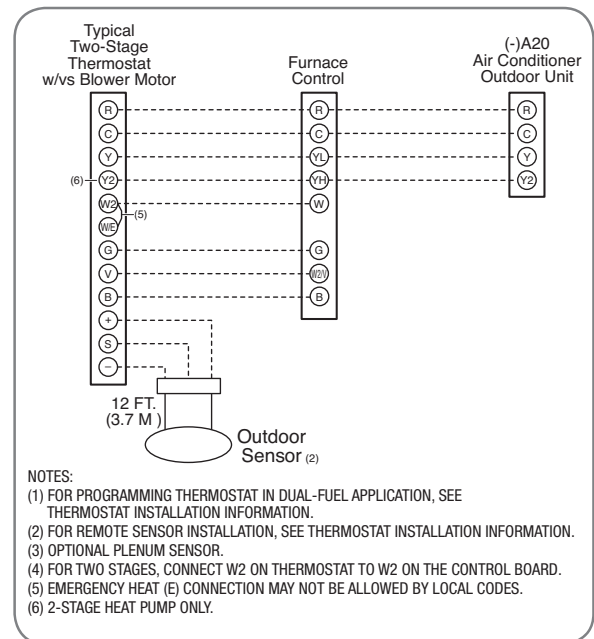 Typical
Two-Stage
Thermostat
w/vs Blower Motor
Furnace
Control
(-)A20
Air Conditioner
Outdoor Unit
R R R
C C C
Y YL Y
(6) Y2 YH Y2
W2 W
(5)
W/E
G G
V W2/V
B B
+
S
–
12 FT.
(3.7 M )
Outdoor
Sensor (2)
NOTES:
(1) FOR PROGRAMMING THERMOSTAT IN DUAL-FUEL APPLICATION, SEE
THERMOSTAT INSTALLATION INFORMATION.
(2) FOR REMOTE SENSOR INSTALLATION, SEE THERMOSTAT INSTALLATION INFORMATION.
(3) OPTIONAL PLENUM SENSOR.
(4) FOR TWO STAGES, CONNECT W2 ON THERMOSTAT TO W2 ON THE CONTROL BOARD.
(5) EMERGENCY HEAT (E) CONNECTION MAY NOT BE ALLOWED BY LOCAL CODES.
(6) 2-STAGE HEAT PUMP ONLY.